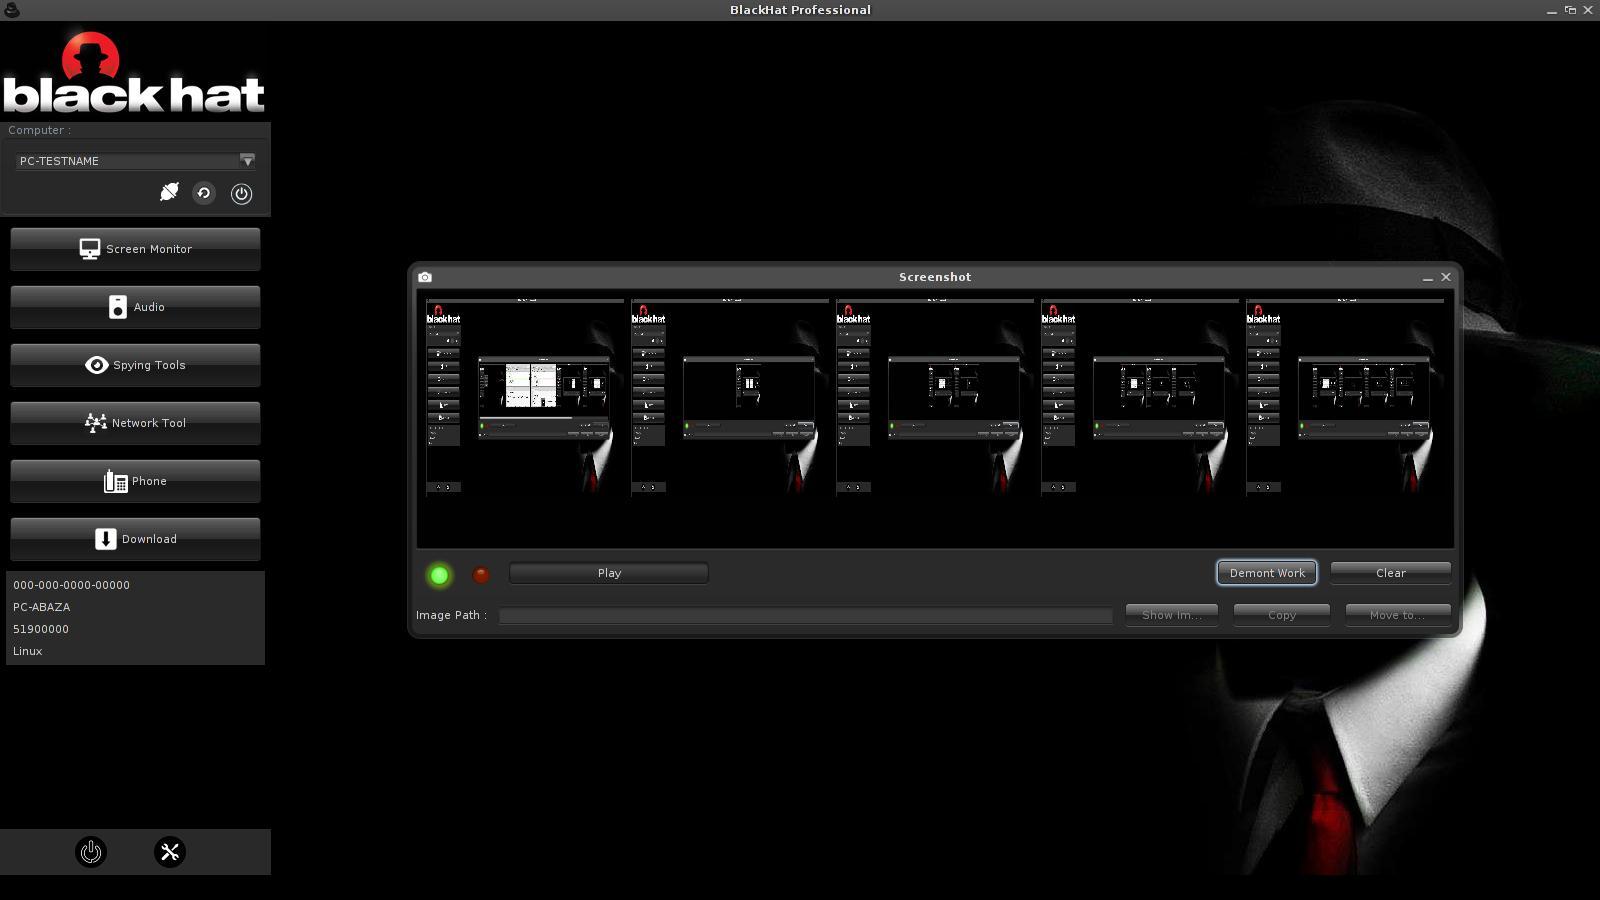 BlackHat Professional
black hat
Computer :
PC-TESTNAME
Screen Monitor
Audio
Spying Tools
Network Tool
Phone
Download
000-000-0000-00000
PC-ABAZA
51900000
Linux
Screenshot
blackhat
blackhat
blackhat
blackhat
blackhat
Play
Demont Work
Clear
Image Path :
Show Im...
Copy
Move to...